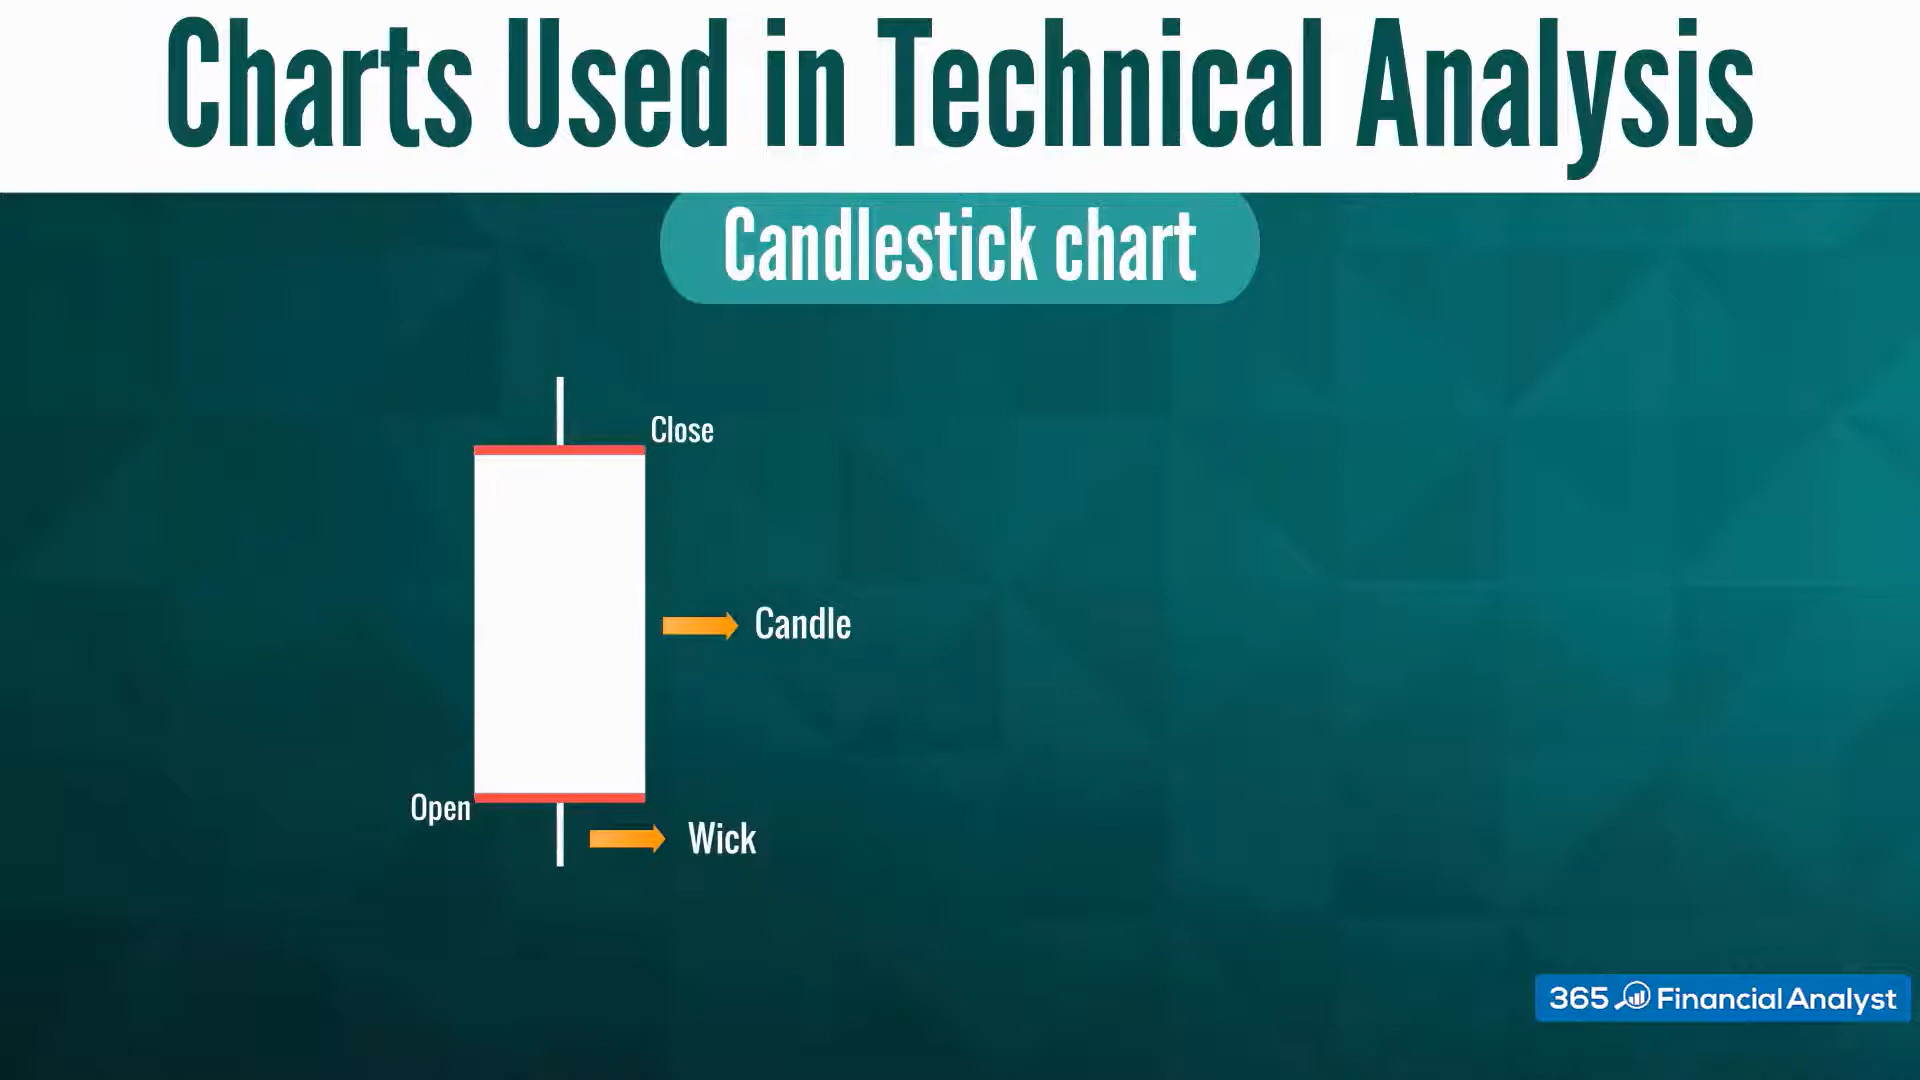 Charts Used in Technical Analysis
Candlestick chart
Close
Candle
Open
Wick
365 Financial Analyst